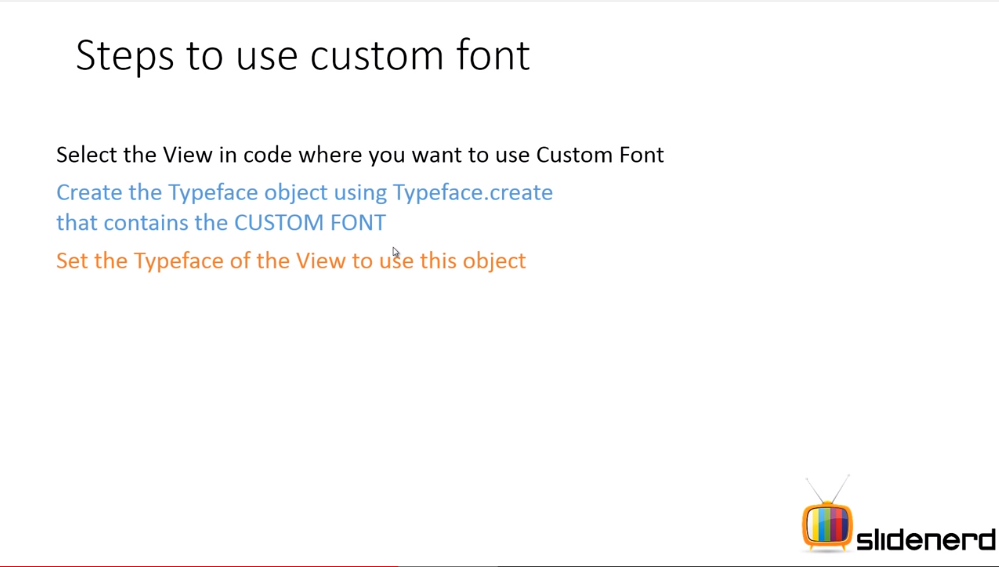 Steps to use custom font
Select the View in code where you want to use Custom Font
Create the Typeface object using Typeface.create
that contains the CUSTOM FONT
Set the Typeface of the View to use this object
slidenerd